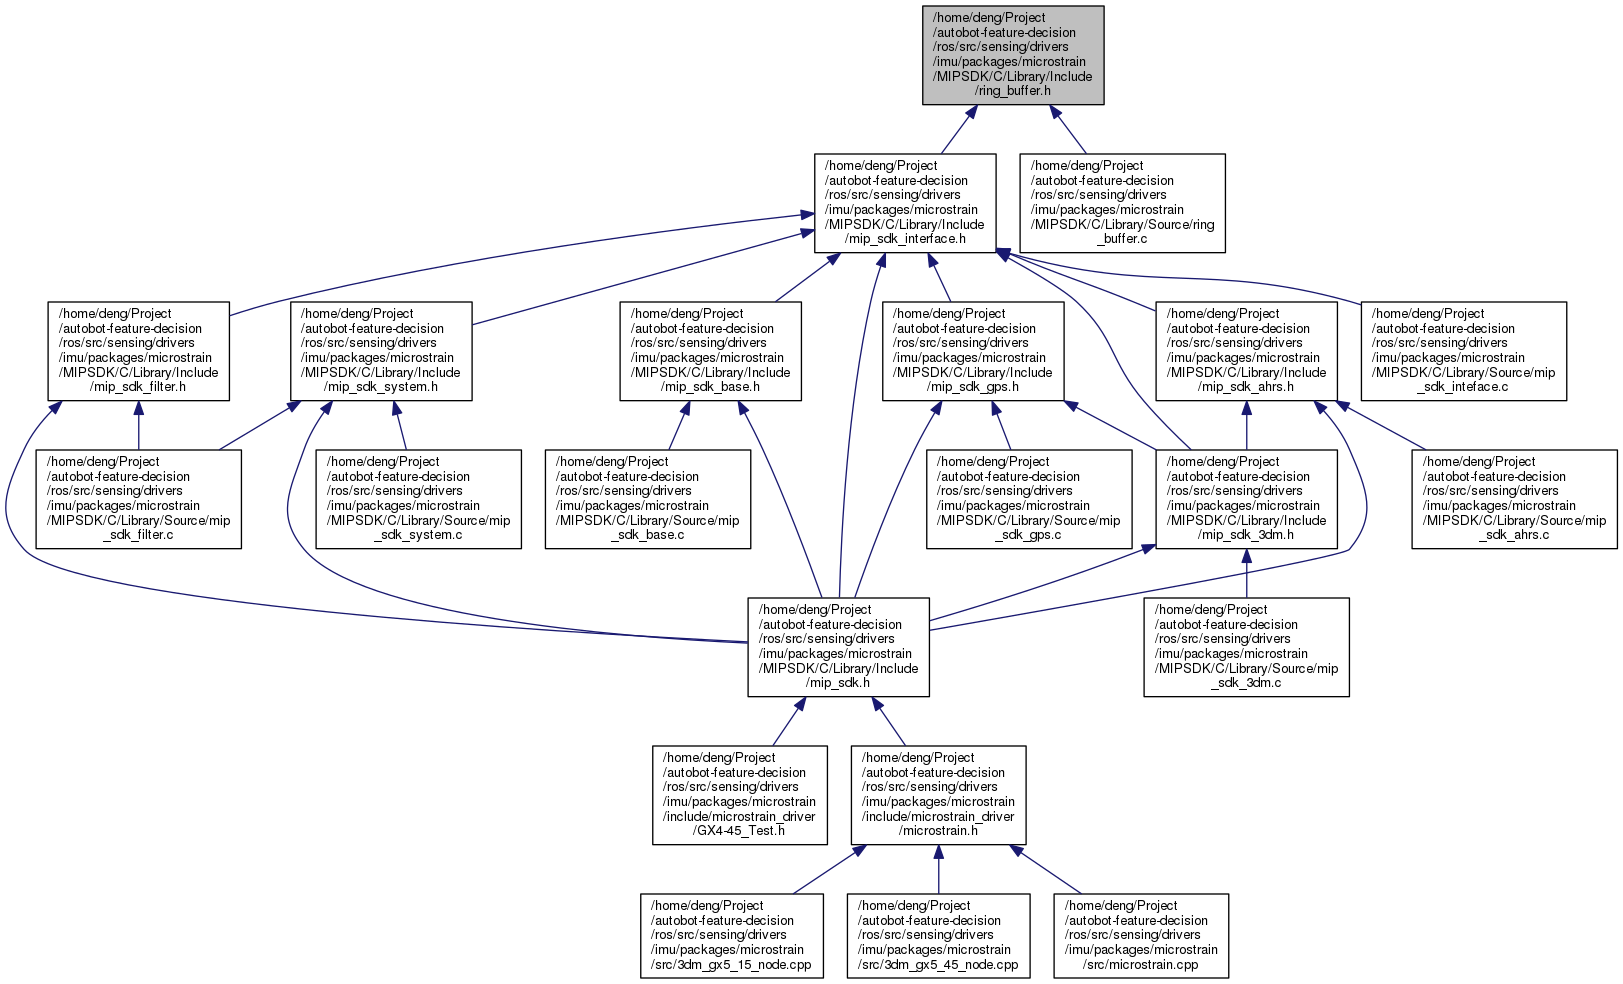 /home/deng/Project
/autobot-feature-decision
/ros/src/sensing/drivers
/imu/packages/microstrain
/MIPSDK/C/Library/Include
/ring_buffer.h
/home/deng/Project
/autobot-feature-decision
/ros/src/sensing/drivers
/imu/packages/microstrain
/MIPSDK/C/Library/Include
/mip_sdk_interface.h
/home/deng/Project
/autobot-feature-decision
/ros/src/sensing/drivers
/imu/packages/microstrain
/MIPSDK/C/Library/Source/ring
_buffer.c
/home/deng/Project
/autobot-feature-decision
/ros/src/sensing/drivers
/imu/packages/microstrain
/MIPSDK/C/Library/Include
/mip_sdk_filter.h
/home/deng/Project
/autobot-feature-decision
/ros/src/sensing/drivers
/imu/packages/microstrain
/MIPSDK/C/Library/Include
/mip_sdk_system.h
/home/deng/Project
/autobot-feature-decision
/ros/src/sensing/drivers
/imu/packages/microstrain
/MIPSDK/C/Library/Include
/mip_sdk_base.h
/home/deng/Project
/autobot-feature-decision
/ros/src/sensing/drivers
/imu/packages/microstrain
/MIPSDK/C/Library/Include
/mip_sdk_gps.h
/home/deng/Project
/autobot-feature-decision
/ros/src/sensing/drivers
/imu/packages/microstrain
/MIPSDK/C/Library/Include
/mip_sdk_ahrs.h
/home/deng/Project
/autobot-feature-decision
/ros/src/sensing/drivers
/imu/packages/microstrain
/MIPSDK/C/Library/Source/mip
_sdk_inteface.c
/home/deng/Project
/autobot-feature-decision
/ros/src/sensing/drivers
/imu/packages/microstrain
/MIPSDK/C/Library/Source/mip
_sdk_filter.c
/home/deng/Project
/autobot-feature-decision
/ros/src/sensing/drivers
/imu/packages/microstrain
/MIPSDK/C/Library/Source/mip
_sdk_system.c
/home/deng/Project
/autobot-feature-decision
/ros/src/sensing/drivers
/imu/packages/microstrain
/MIPSDK/C/Library/Source/mip
_sdk_base.c
/home/deng/Project
/autobot-feature-decision
/ros/src/sensing/drivers
/imu/packages/microstrain
/MIPSDK/C/Library/Source/mip
_sdk_gps.c
/home/deng/Project
/autobot-feature-decision
/ros/src/sensing/drivers
/imu/packages/microstrain
/MIPSDK/C/Library/Include
/mip_sdk_3dm.h
/home/deng/Project
/autobot-feature-decision
/ros/src/sensing/drivers
/imu/packages/microstrain
/MIPSDK/C/Library/Source/mip
_sdk_ahrs.c
/home/deng/Project
/autobot-feature-decision
/ros/src/sensing/drivers
/imu/packages/microstrain
/MIPSDK/C/Library/Include
/mip_sdk.h
/home/deng/Project
/autobot-feature-decision
/ros/src/sensing/drivers
/imu/packages/microstrain
/MIPSDK/C/Library/Source/mip
_sdk_3dm.c
/home/deng/Project
/autobot-feature-decision
/ros/src/sensing/drivers
/imu/packages/microstrain
/include/microstrain_driver
/GX4-45_Test.h
/home/deng/Project
/autobot-feature-decision
/ros/src/sensing/drivers
/imu/packages/microstrain
/include/microstrain_driver
/microstrain.h
/home/deng/Project
/autobot-feature-decision
/ros/src/sensing/drivers
/imu/packages/microstrain
/src/3dm_gx5_15_node.cpp
/home/deng/Project
/autobot-feature-decision
/ros/src/sensing/drivers
/imu/packages/microstrain
/src/3dm_gx5_45_node.cpp
/home/deng/Project
/autobot-feature-decision
/ros/src/sensing/drivers
/imu/packages/microstrain
/src/microstrain.cpp